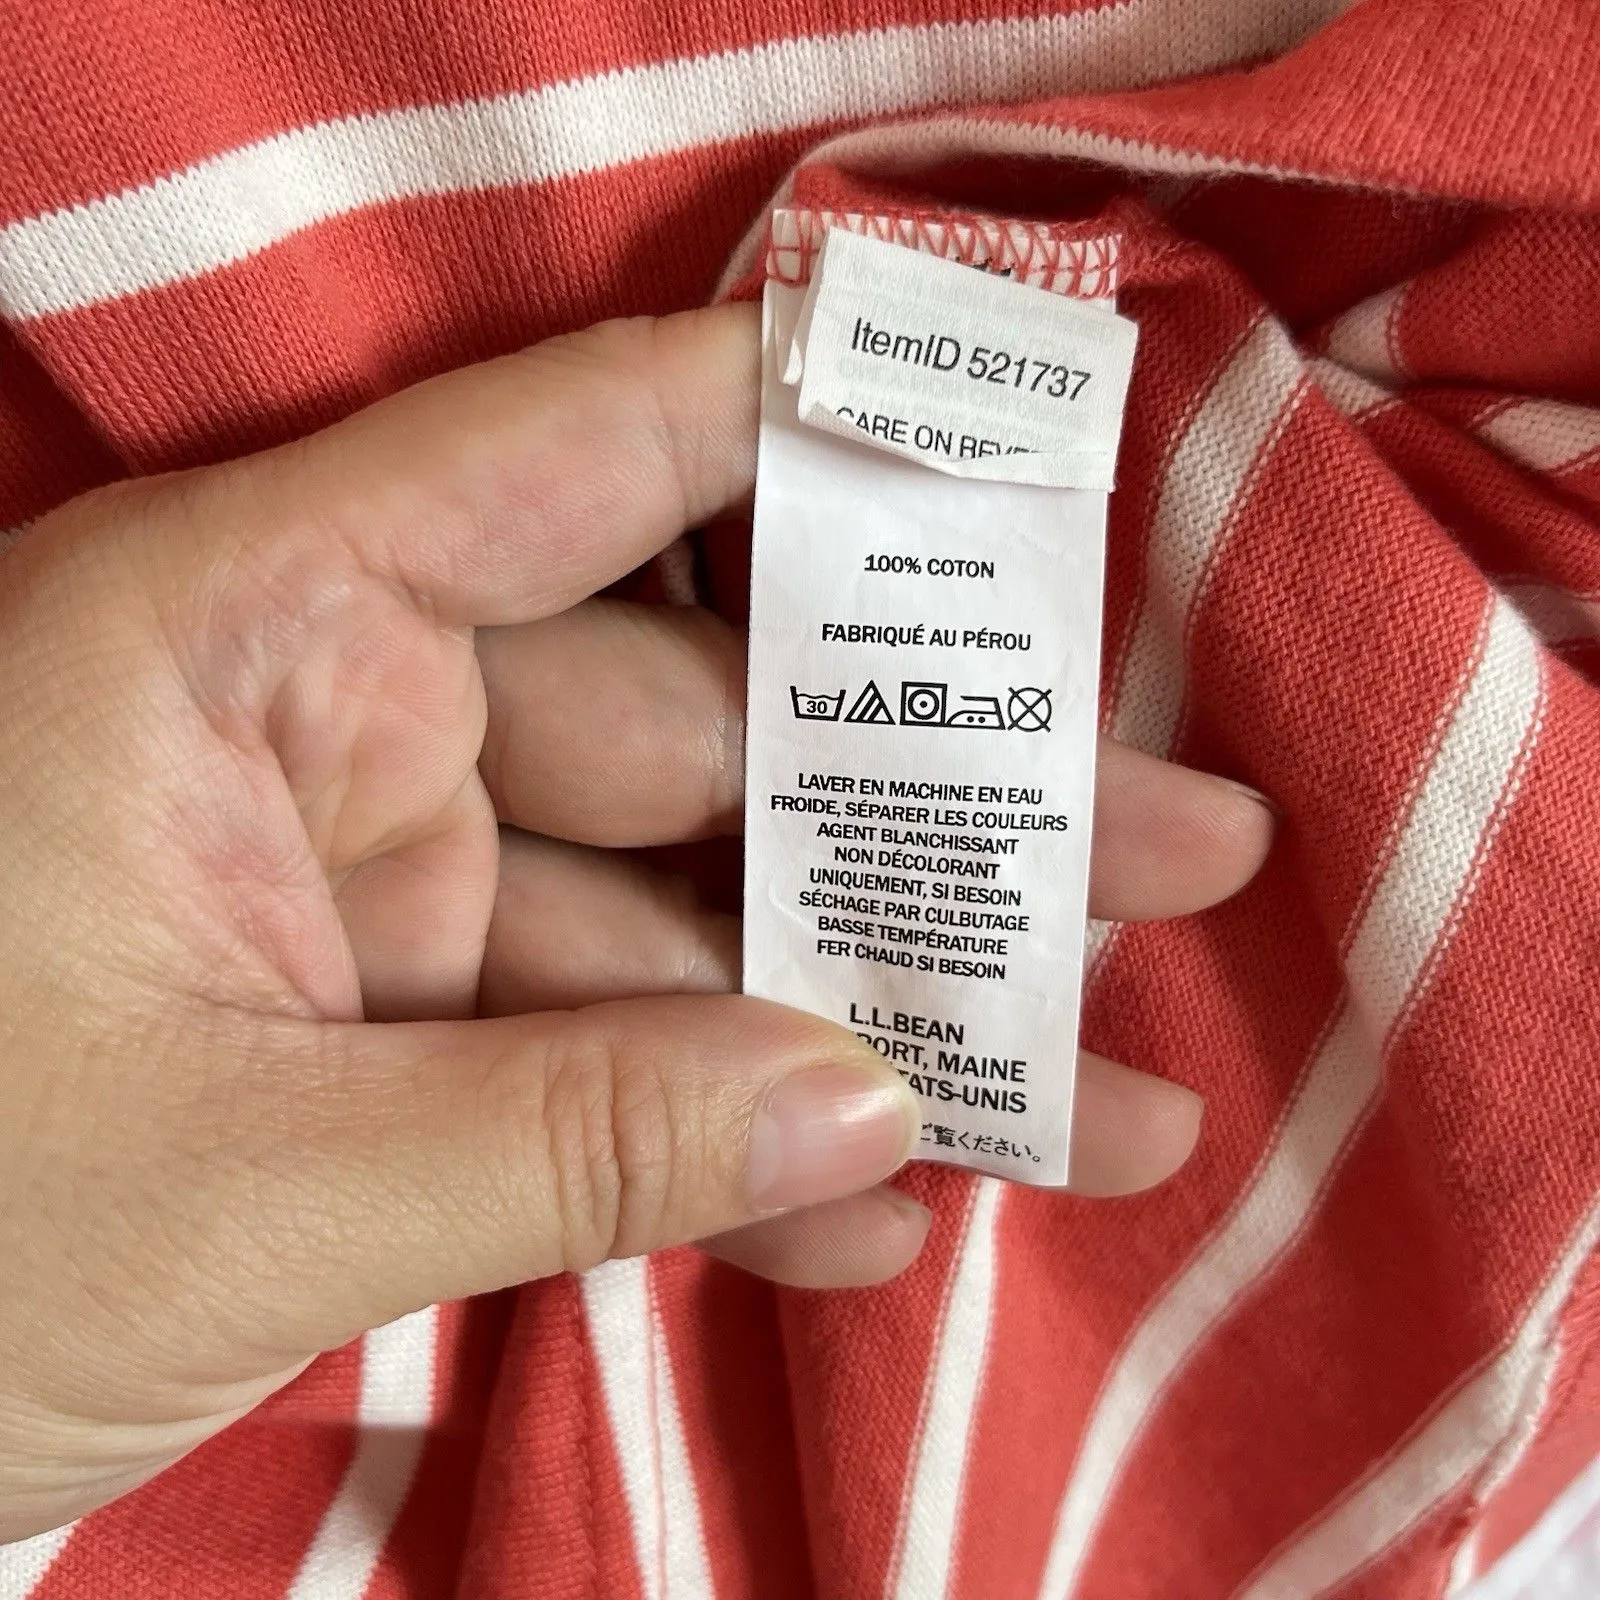 ItemID 521737
CARE ON
100% COTON
FABRIQUÉ AU PÉROU
30
LAVER EN MACHINE EN EAU
FROIDE, SÉPARER LES COULEURS
AGENT BLANCHISSANT
NON DÉCOLORANT
UNIQUEMENT, SI BESOIN
SÉCHAGE PAR CULBUTAGE
BASSE TEMPÉRATURE
FER CHAUD SI BESOIN
L.L.BEAN
PORT, MAINE
TATS-UNIS
ご覧ください。